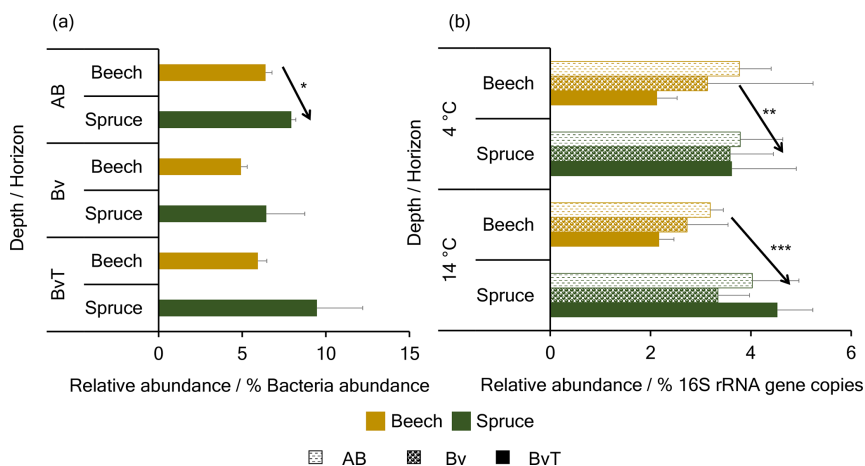 (a)
Depth / Horizon
AB
Beech
*
Spruce
Bv
Beech
Spruce
BvT
Beech
Spruce
0 5 10 15
Relative abundance / % Bacteria abundance
(b)
Depth / Horizon
4 °C
Beech
**
Spruce
14 °C
Beech
***
Spruce
0 2 4 6
Relative abundance / % 16S rRNA gene copies
Beech Spruce
AB Bv BvT